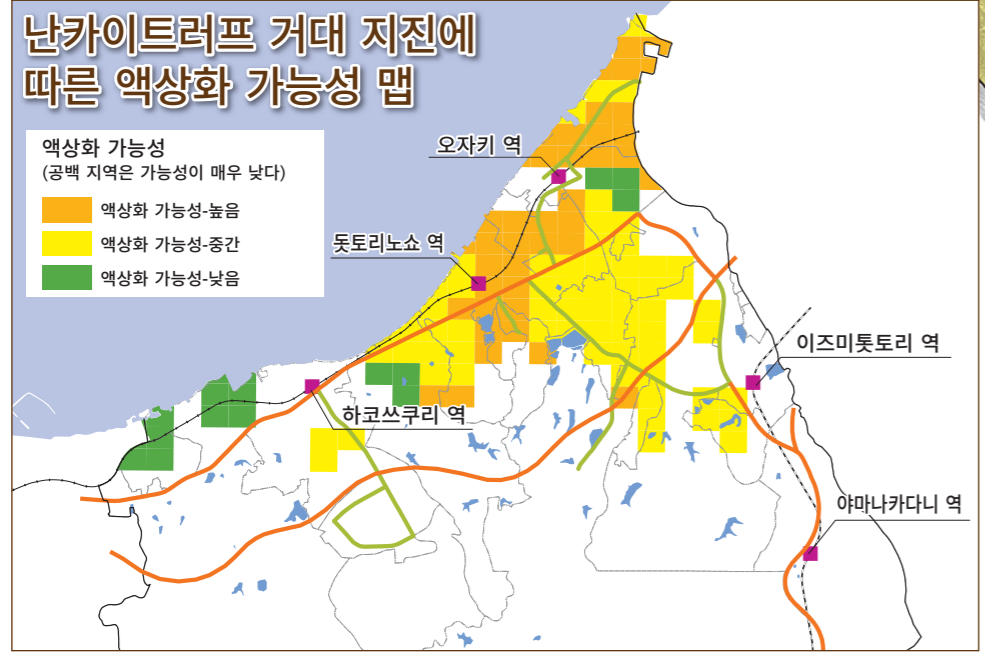 난카이트러프 거대 지진에
따른 액상화 가능성 맵
액상화 가능성
(공백 지역은 가능성이 매우 낮다)
액상화 가능성-높음
액상화 가능성-중간
액상화 가능성-낮음
오자키 역
돗토리노쇼 역
이즈미톳토리 역
하코쓰쿠리 역
야마나카다니 역